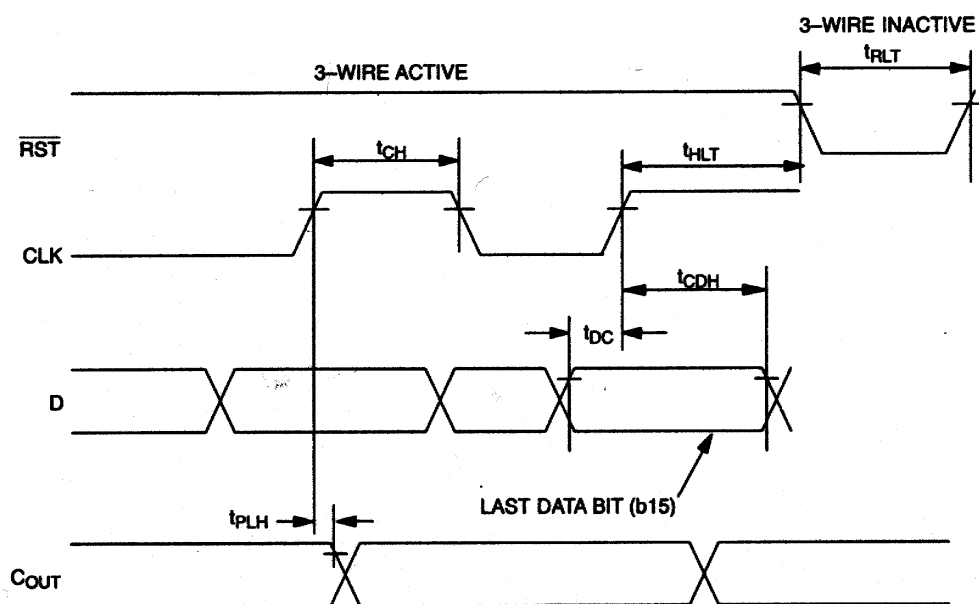 3–WIRE INACTIVE
tRLT
3–WIRE ACTIVE
RST
tCH
tHLT
CLK
tCDH
tDC
D
LAST DATA BIT (b15)
tPLH
COUT